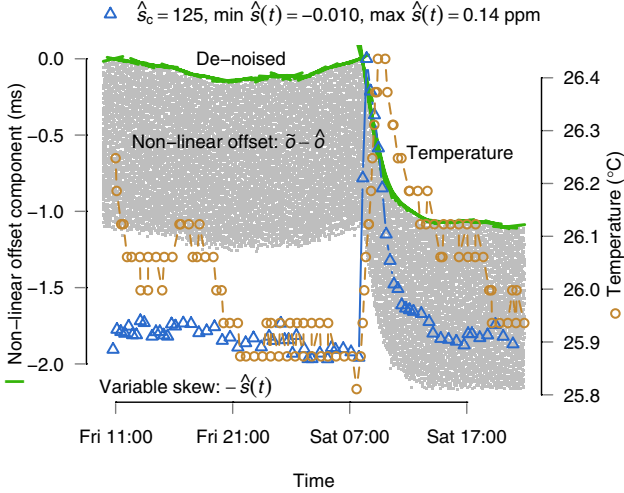 △ ŝc = 125, min ŝ(t) = −0.010, max ŝ(t) = 0.14 ppm
De−noised
Non−linear offset: õ − ô
Temperature
Variable skew: − ŝ(t)
Non−linear offset component (ms)
0.0
−0.5
−1.0
−1.5
−2.0
Temperature (°C)
26.4
26.3
26.2
26.1
26.0
25.9
25.8
Fri 11:00 Fri 21:00 Sat 07:00 Sat 17:00
Time